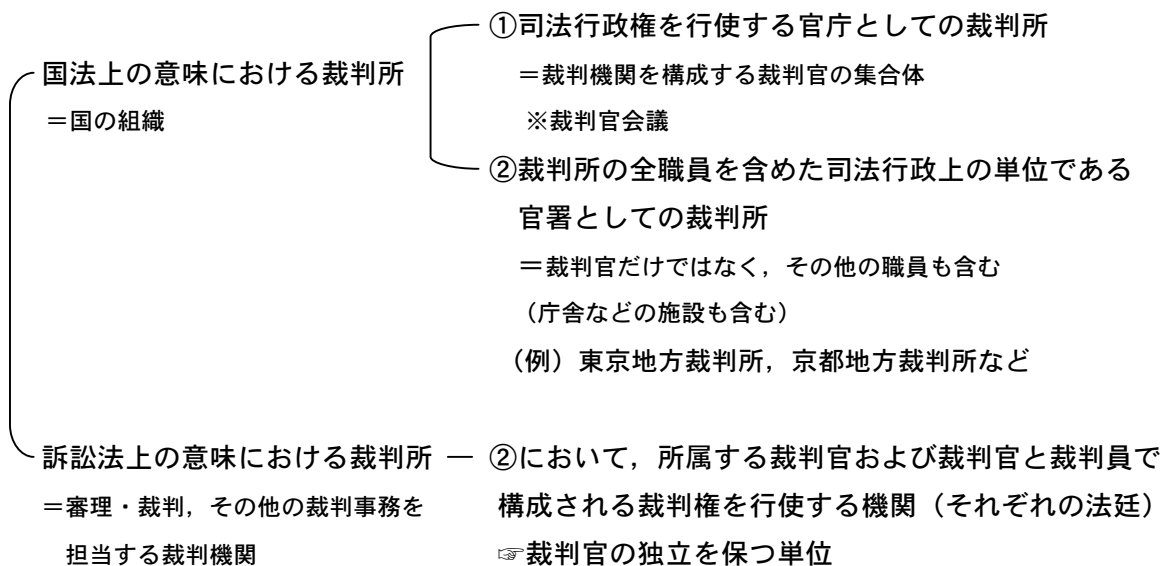 国法上の意味における裁判所
＝国の組織
①司法行政権を行使する官庁としての裁判所
＝裁判機関を構成する裁判官の集合体
※裁判官会議
②裁判所の全職員を含めた司法行政上の単位である
官署としての裁判所
＝裁判官だけではなく，その他の職員も含む
（庁舎などの施設も含む）
（例）東京地方裁判所，京都地方裁判所など
訴訟法上の意味における裁判所
＝審理・裁判，その他の裁判事務を
担当する裁判機関
②において，所属する裁判官および裁判官と裁判員で
構成される裁判権を行使する機関（それぞれの法廷）
☞裁判官の独立を保つ単位